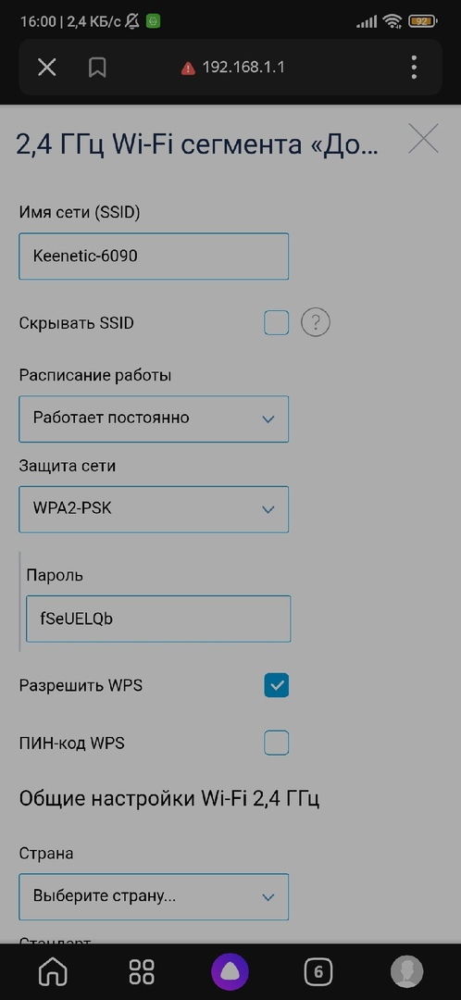 16:00 | 2,4 КБ/с
92
192.168.1.1
2,4 ГГц Wi-Fi сегмента «До...
Имя сети (SSID)
Keenetic-6090
Скрывать SSID
?
Расписание работы
Работает постоянно
Защита сети
WPA2-PSK
Пароль
fSeUELQb
Разрешить WPS
ПИН-код WPS
Общие настройки Wi-Fi 2,4 ГГц
Страна
Выберите страну...
Стандарт
6